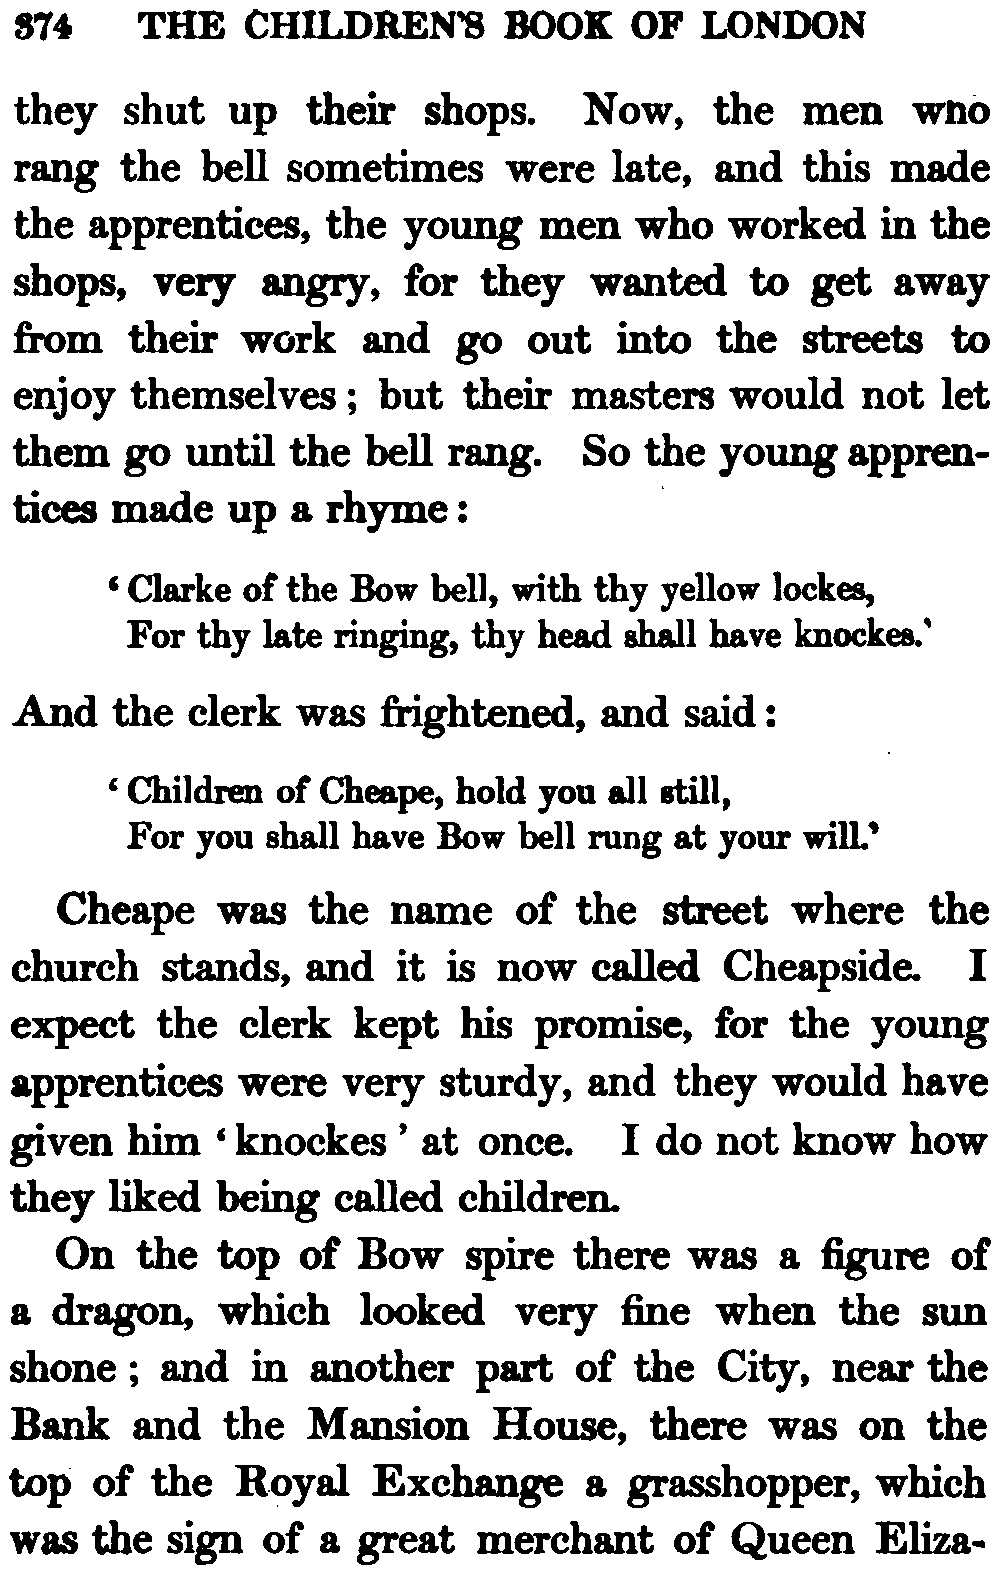 374 THE CHILDREN'S BOOK OF LONDON
they shut up their shops. Now, the men who
rang the bell sometimes were late, and this made
the apprentices, the young men who worked in the
shops, very angry, for they wanted to get away
from their work and go out into the streets to
enjoy themselves; but their masters would not let
them go until the bell rang. So the young appren-
tices made up a rhyme:
'Clarke of the Bow bell, with thy yellow lockes,
For thy late ringing, thy head shall have knockes.'
And the clerk was frightened, and said:
'Children of Cheape, hold you all still,
For you shall have Bow bell rung at your will.'
Cheape was the name of the street where the
church stands, and it is now called Cheapside. I
expect the clerk kept his promise, for the young
apprentices were very sturdy, and they would have
given him 'knockes' at once. I do not know how
they liked being called children.
On the top of Bow spire there was a figure of
a dragon, which looked very fine when the sun
shone; and in another part of the City, near the
Bank and the Mansion House, there was on the
top of the Royal Exchange a grasshopper, which
was the sign of a great merchant of Queen Eliza-